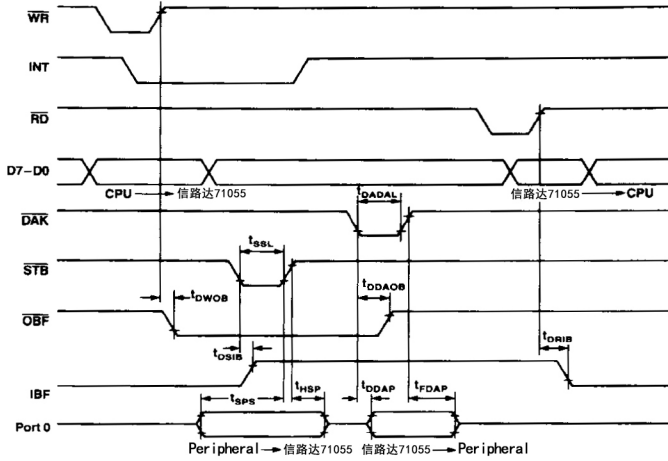 WR
INT
RD
D7-D0
CPU → 信路达71055
信路达71055 → CPU
tDADAL
DAK
tSSL
STB
tDWOB
tDDAOB
OBF
tDSIB
tDRIB
IBF
tSPS
tHSP
tDDAP
tFDAP
Port 0
Peripheral → 信路达71055
信路达71055 → Peripheral